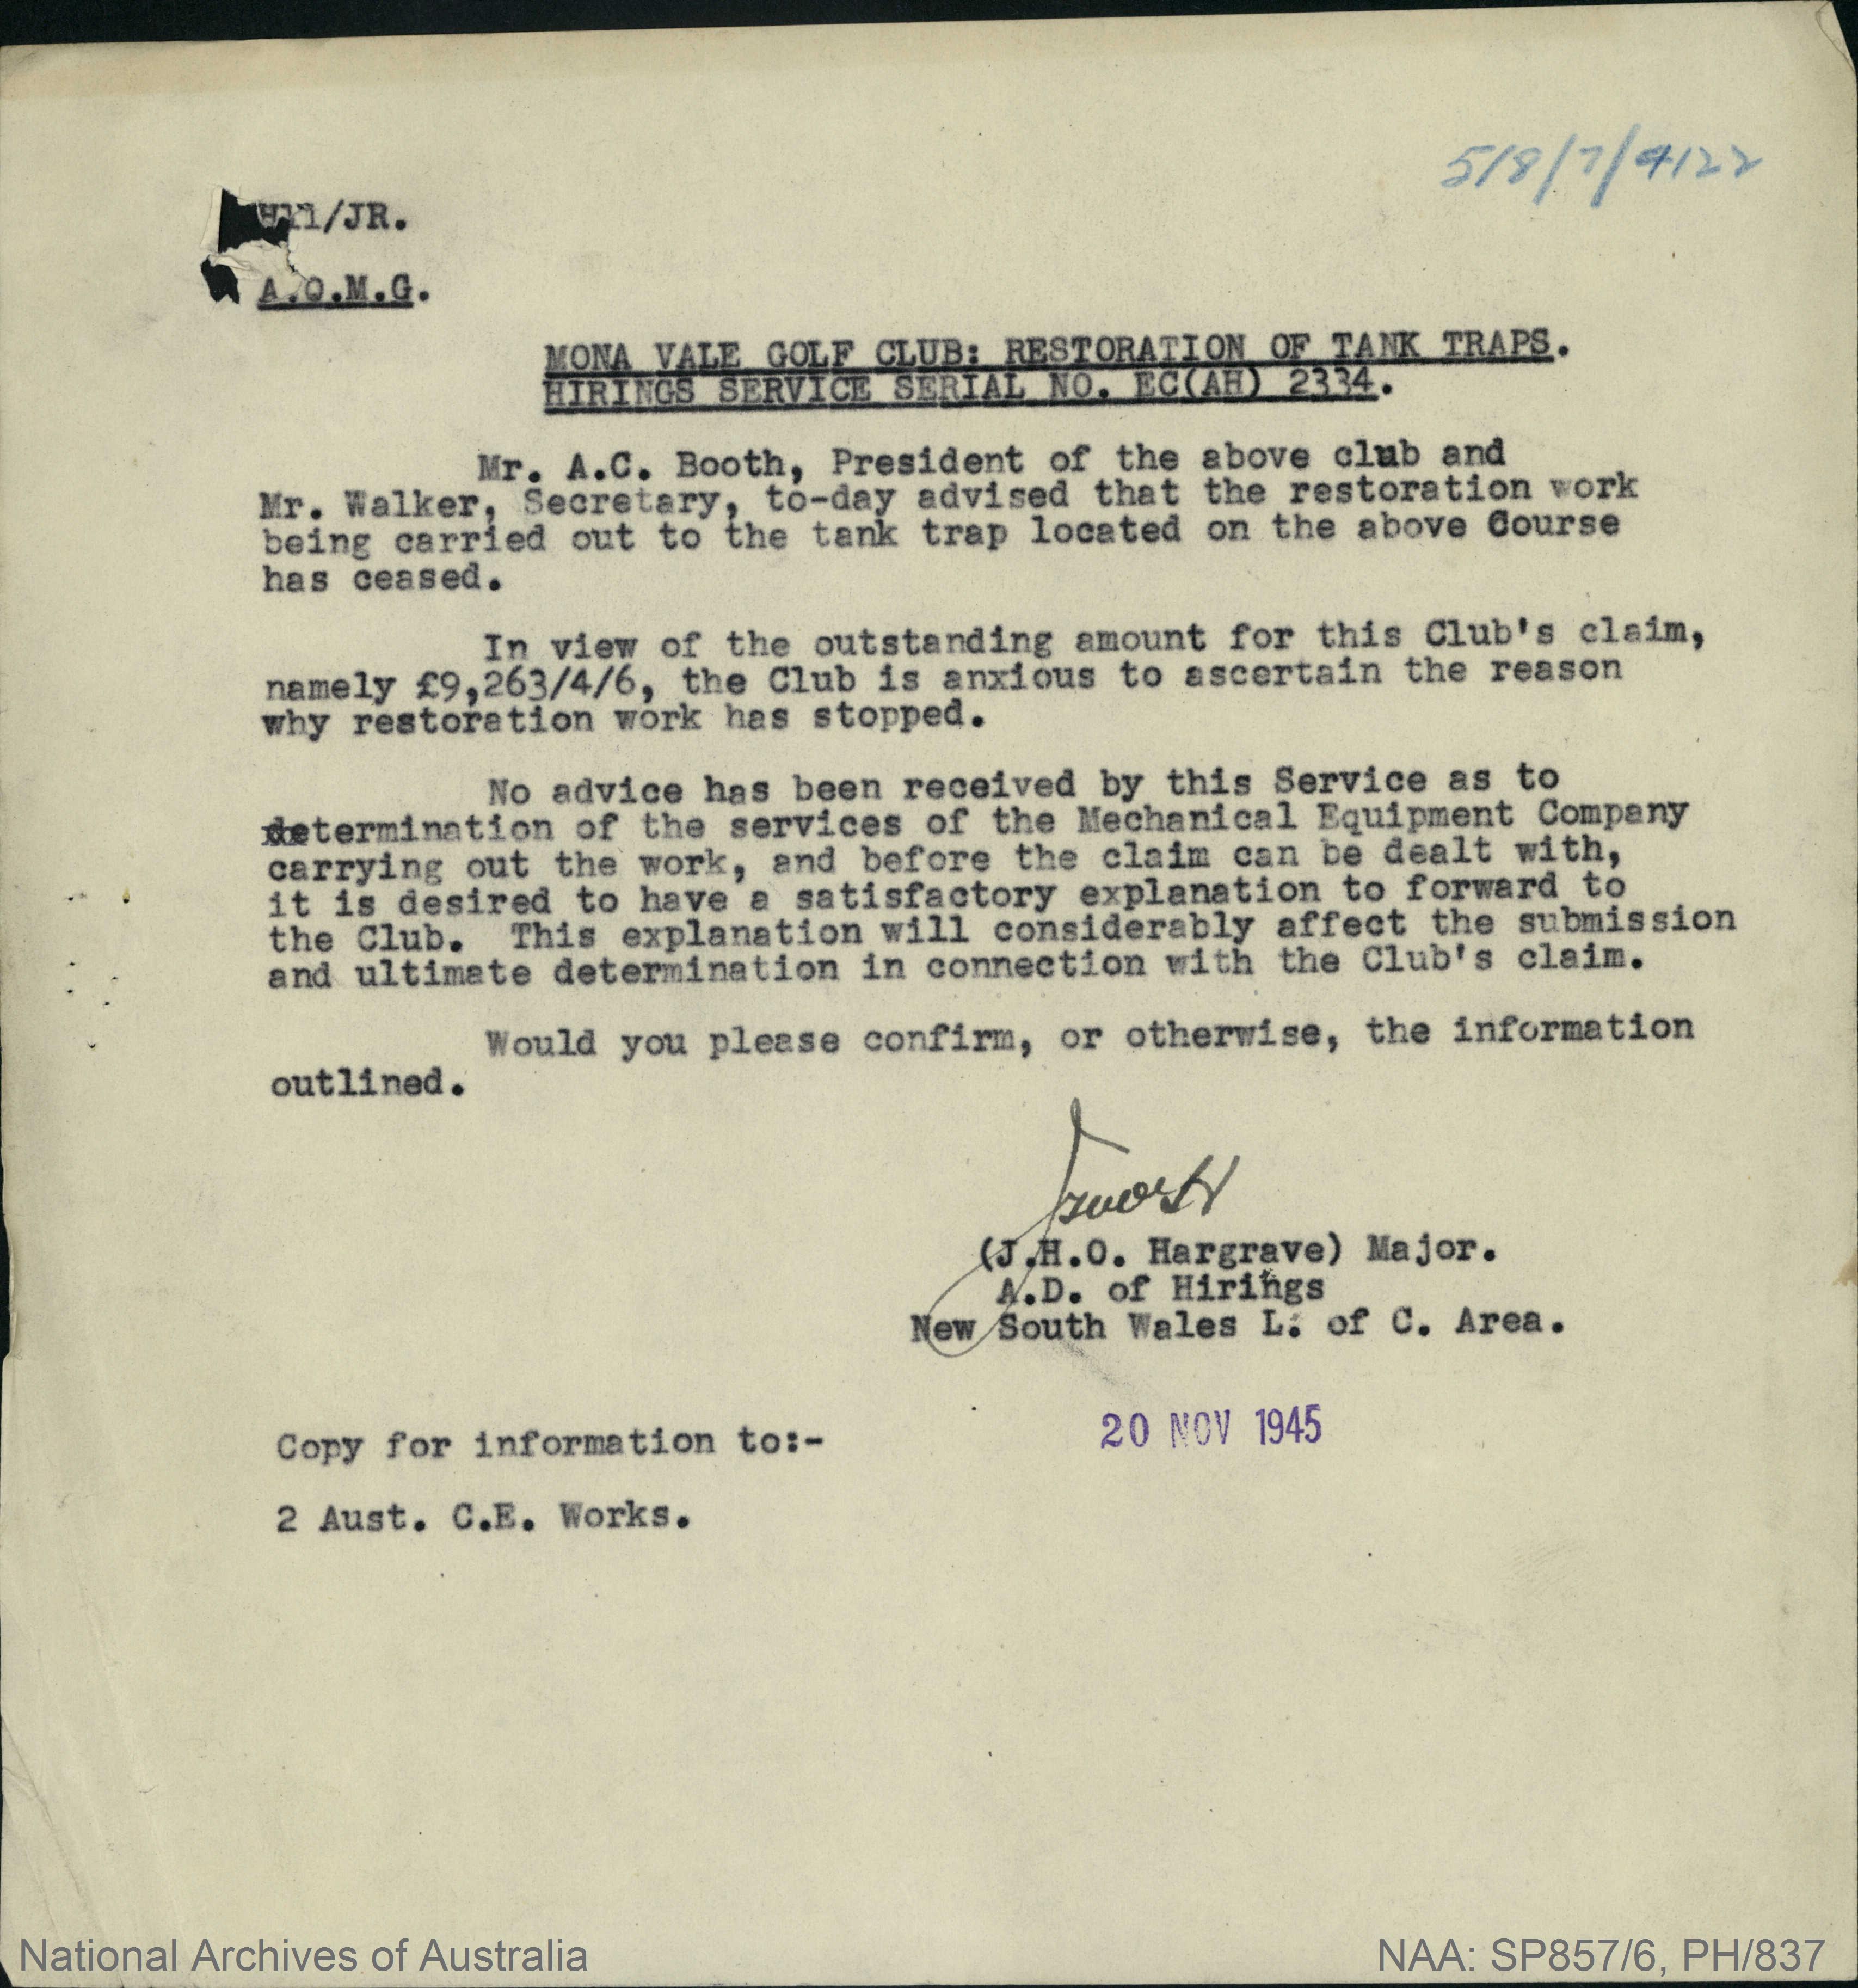 5/8/7/4122
/JR.
A.Q.M.G.
MONA VALE GOLF CLUB: RESTORATION OF TANK TRAPS.
HIRINGS SERVICE SERIAL NO. EC(AH) 2334.
Mr. A.C. Booth, President of the above club and
Mr. Walker, Secretary, to-day advised that the restoration work
being carried out to the tank trap located on the above Course
has ceased.
In view of the outstanding amount for this Club's claim,
namely £9,263/4/6, the Club is anxious to ascertain the reason
why restoration work has stopped.
No advice has been received by this Service as to
determination of the services of the Mechanical Equipment Company
carrying out the work, and before the claim can be dealt with,
it is desired to have a satisfactory explanation to forward to
the Club. This explanation will considerably affect the submission
and ultimate determination in connection with the Club's claim.
Would you please confirm, or otherwise, the information
outlined.
(J.H.O. Hargrave) Major.
A.D. of Hirings
New South Wales L. of C. Area.
20 NOV 1945
Copy for information to:-
2 Aust. C.E. Works.
National Archives of Australia
NAA: SP857/6, PH/837